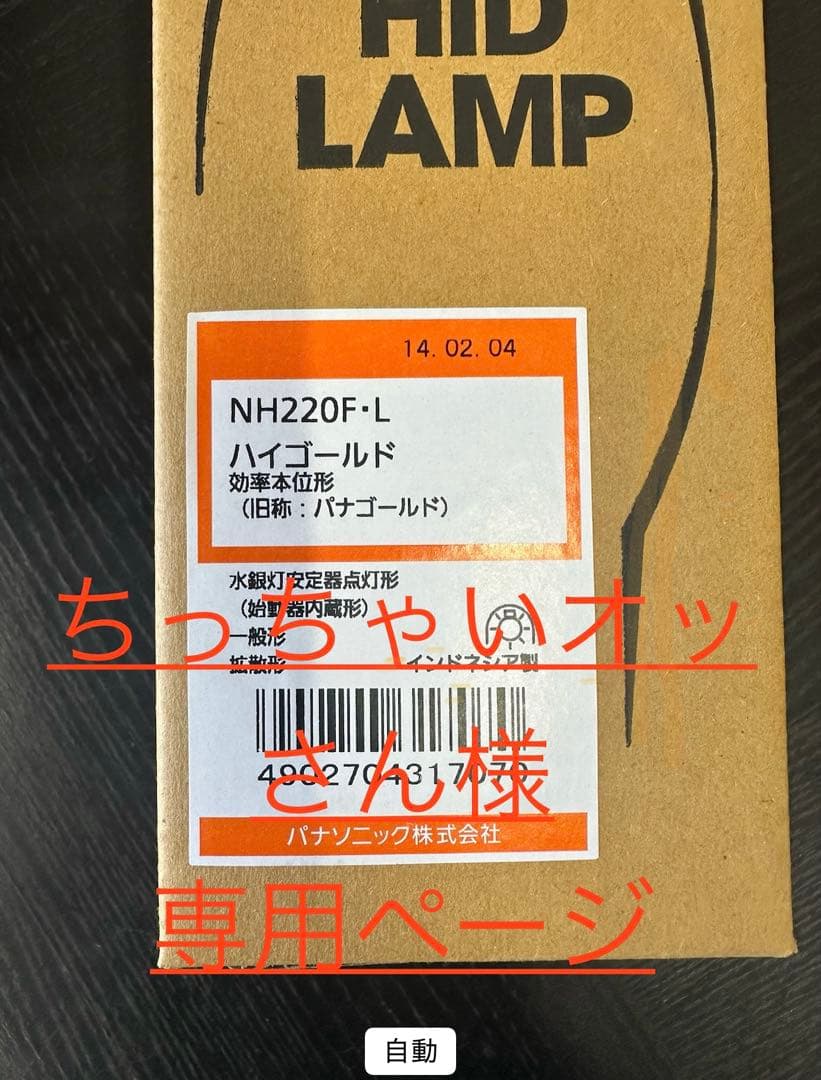 HID
LAMP
14. 02. 04
NH220F・L
ハイゴールド
効率本位形
（旧称：パナゴールド）
水銀灯安定器点灯形
（始動器内蔵形）
一般形
拡散形
インドネシア製
ちっちゃいオッ
さん様
専用ページ
4902704317070
パナソニック株式会社
自動